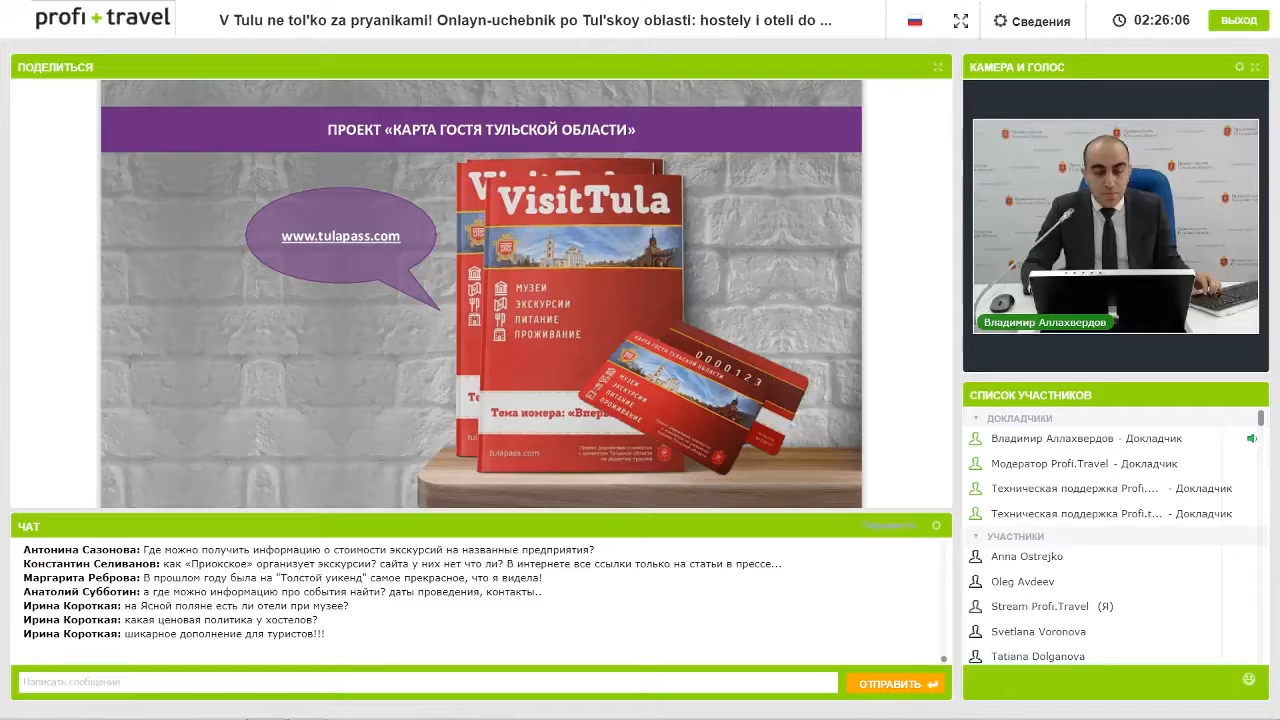 profi + travel
V Tulu ne tol'ko za pryanikami! Onlayn-uchebnik po Tul'skoy oblasti: hostely i oteli do ...
Сведения
02:26:06
ВЫХОД
ПОДЕЛИТЬСЯ
ПРОЕКТ «КАРТА ГОСТЯ ТУЛЬСКОЙ ОБЛАСТИ»
www.tulapass.com
VisitTula
МУЗЕИ
ЭКСКУРСИИ
ПИТАНИЕ
ПРОЖИВАНИЕ
Тема номера: «Впер
tulapass.com
КАРТА ГОСТЯ ТУЛЬСКОЙ ОБЛАСТИ
0000123
МУЗЕИ
ЭКСКУРСИИ
ПИТАНИЕ
ПРОЖИВАНИЕ
КАМЕРА И ГОЛОС
Владимир Аллахвердов
СПИСОК УЧАСТНИКОВ
ДОКЛАДЧИКИ
Владимир Аллахвердов - Докладчик
Модератор Profi.Travel - Докладчик
Техническая поддержка Profi.... - Докладчик
Техническая поддержка Profi.t... - Докладчик
УЧАСТНИКИ
Anna Ostrejko
Oleg Avdeev
Stream Profi.Travel (Я)
Svetlana Voronova
Tatiana Dolganova
ЧАТ
Антонина Сазонова: Где можно получить информацию о стоимости экскурсий на названные предприятия?
Константин Селиванов: как «Приокское» организует экскурсии? сайта у них нет что ли? В интернете все ссылки только на статьи в прессе...
Маргарита Реброва: В прошлом году была на "Толстой уикенд" самое прекрасное, что я видела!
Анатолий Субботин: а где можно информацию про события найти? даты проведения, контакты..
Ирина Короткая: на Ясной поляне есть ли отели при музее?
Ирина Короткая: какая ценовая политика у хостелов?
Ирина Короткая: шикарное дополнение для туристов!!!
Написать сообщение
ОТПРАВИТЬ